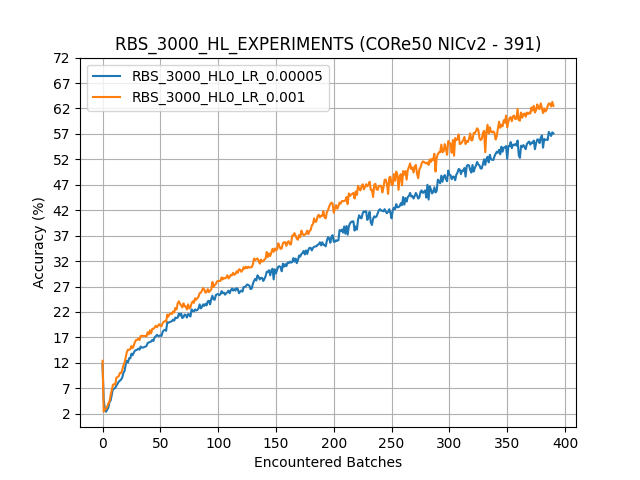 RBS_3000_HL_EXPERIMENTS (CORe50 NICv2 - 391)
RBS_3000_HL0_LR_0.00005
RBS_3000_HL0_LR_0.001
Accuracy (%)
72
67
62
57
52
47
42
37
32
27
22
17
12
7
2
0 50 100 150 200 250 300 350 400
Encountered Batches